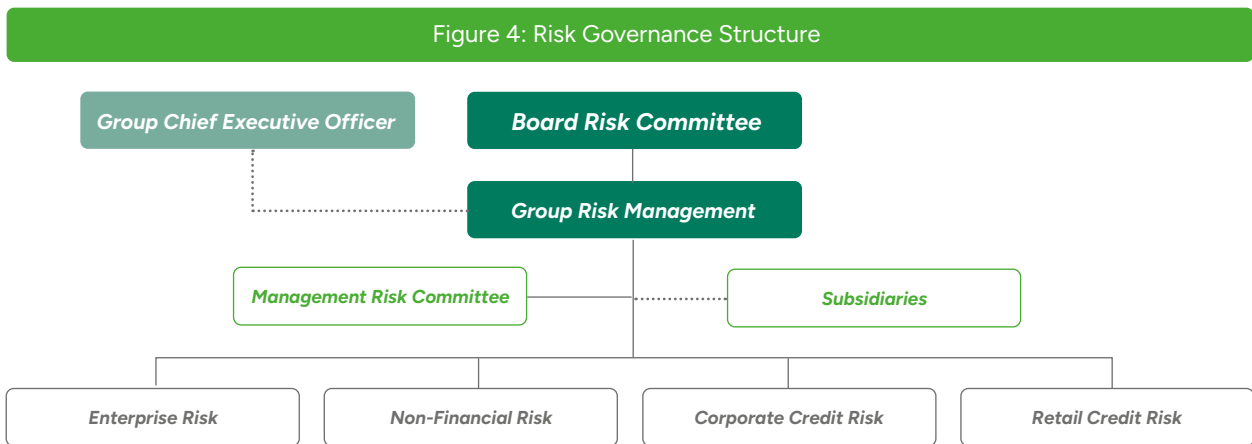 Figure 4: Risk Governance Structure
Group Chief Executive Officer
Board Risk Committee
Group Risk Management
Management Risk Committee
Subsidiaries
Enterprise Risk
Non-Financial Risk
Corporate Credit Risk
Retail Credit Risk